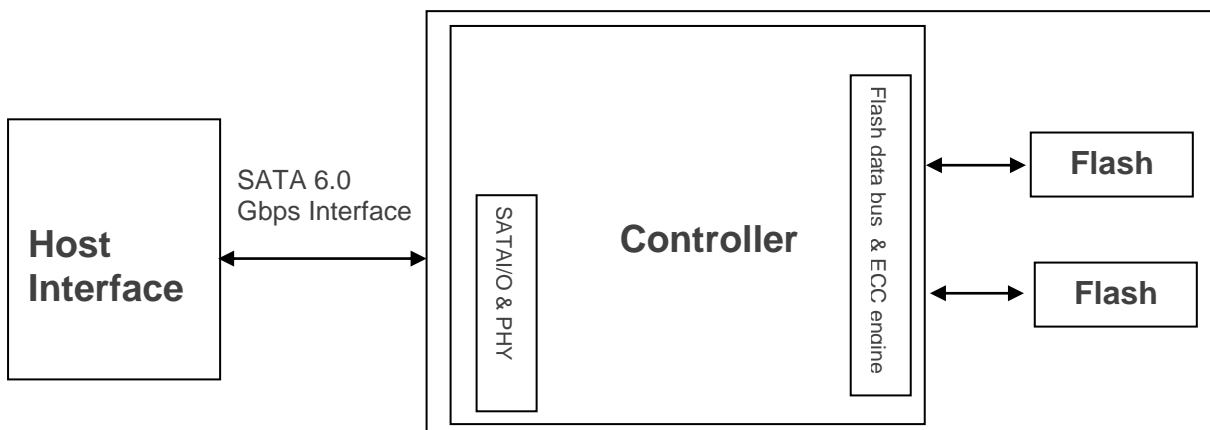 Host
Interface
SATA 6.0
Gbps Interface
SATAI/O & PHY
Controller
Flash data bus & ECC engine
Flash
Flash